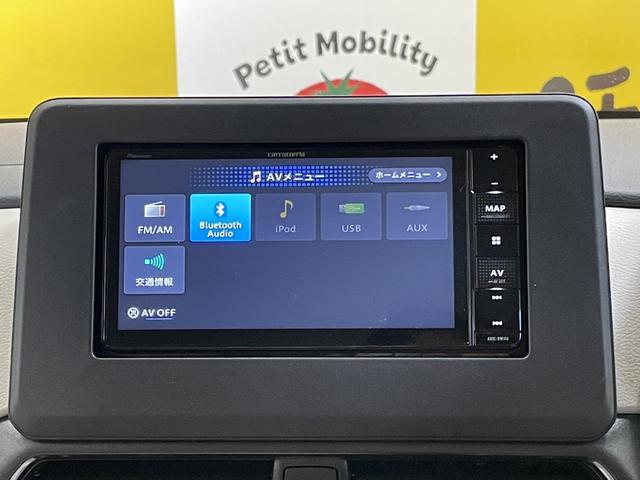 Petit Mobility
Pioneer
carrozzeria
AVメニュー
ホームメニュー
FM/AM
Bluetooth
Audio
iPod
USB
AUX
交通情報
AV OFF
MAP
AV